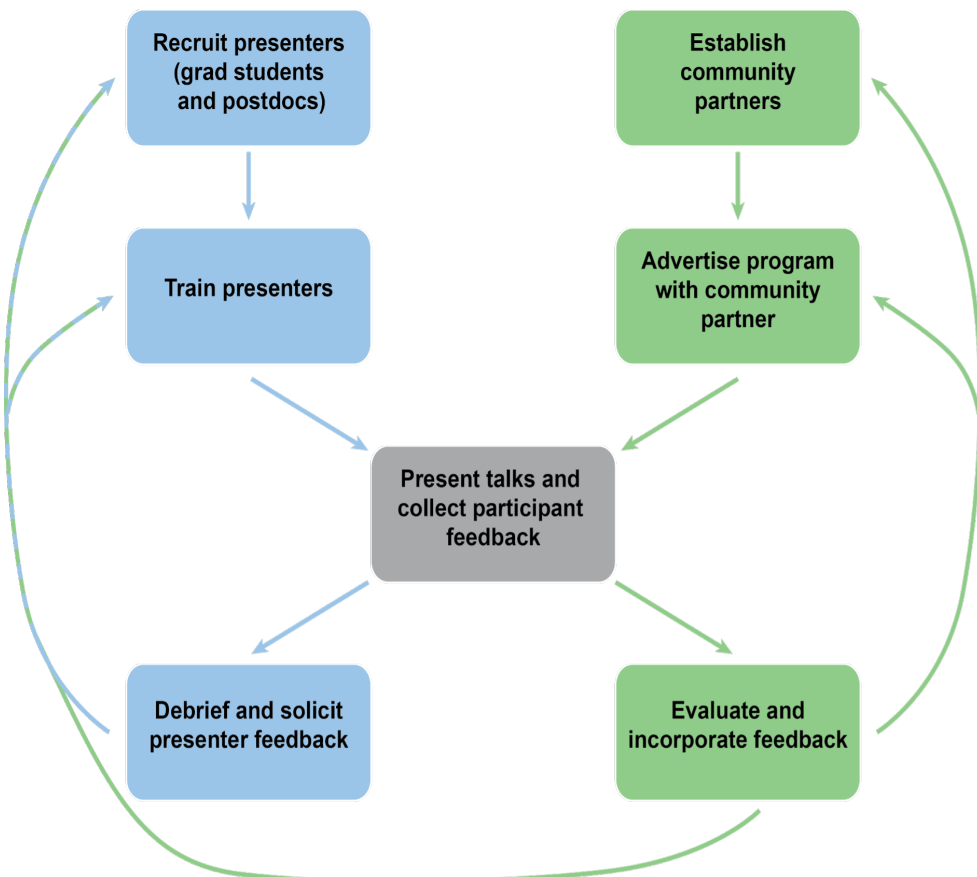 Recruit presenters
(grad students
and postdocs)
Establish
community
partners
Train presenters
Advertise program
with community
partner
Present talks and
collect participant
feedback
Debrief and solicit
presenter feedback
Evaluate and
incorporate feedback